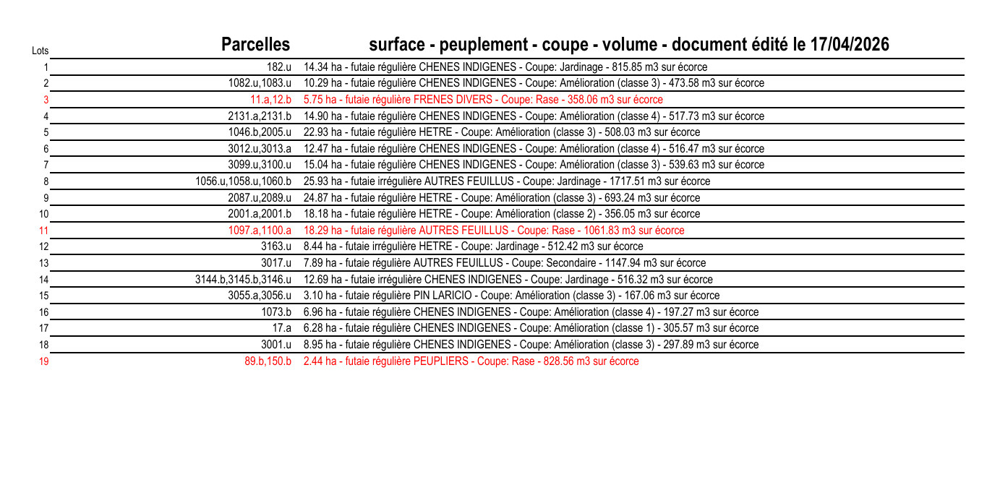 Lots Parcelles surface - peuplement - coupe - volume - document édité le 17/04/2026
1 182.u 14.34 ha - futaie régulière CHENES INDIGENES - Coupe: Jardinage - 815.85 m3 sur écorce
2 1082.u,1083.u 10.29 ha - futaie régulière CHENES INDIGENES - Coupe: Amélioration (classe 3) - 473.58 m3 sur écorce
3 11.a,12.b 5.75 ha - futaie régulière FRENES DIVERS - Coupe: Rase - 358.06 m3 sur écorce
4 2131.a,2131.b 14.90 ha - futaie régulière CHENES INDIGENES - Coupe: Amélioration (classe 4) - 517.73 m3 sur écorce
5 1046.b,2005.u 22.93 ha - futaie régulière HETRE - Coupe: Amélioration (classe 3) - 508.03 m3 sur écorce
6 3012.u,3013.a 12.47 ha - futaie régulière CHENES INDIGENES - Coupe: Amélioration (classe 4) - 516.47 m3 sur écorce
7 3099.u,3100.u 15.04 ha - futaie régulière CHENES INDIGENES - Coupe: Amélioration (classe 3) - 539.63 m3 sur écorce
8 1056.u,1058.u,1060.b 25.93 ha - futaie irrégulière AUTRES FEUILLUS - Coupe: Jardinage - 1717.51 m3 sur écorce
9 2087.u,2089.u 24.87 ha - futaie régulière HETRE - Coupe: Amélioration (classe 3) - 693.24 m3 sur écorce
10 2001.a,2001.b 18.18 ha - futaie régulière HETRE - Coupe: Amélioration (classe 2) - 356.05 m3 sur écorce
11 1097.a,1100.a 18.29 ha - futaie régulière AUTRES FEUILLUS - Coupe: Rase - 1061.83 m3 sur écorce
12 3163.u 8.44 ha - futaie irrégulière HETRE - Coupe: Jardinage - 512.42 m3 sur écorce
13 3017.u 7.89 ha - futaie régulière AUTRES FEUILLUS - Coupe: Secondaire - 1147.94 m3 sur écorce
14 3144.b,3145.b,3146.u 12.69 ha - futaie irrégulière CHENES INDIGENES - Coupe: Jardinage - 516.32 m3 sur écorce
15 3055.a,3056.u 3.10 ha - futaie régulière PIN LARICIO - Coupe: Amélioration (classe 3) - 167.06 m3 sur écorce
16 1073.b 6.96 ha - futaie régulière CHENES INDIGENES - Coupe: Amélioration (classe 4) - 197.27 m3 sur écorce
17 17.a 6.28 ha - futaie régulière CHENES INDIGENES - Coupe: Amélioration (classe 1) - 305.57 m3 sur écorce
18 3001.u 8.95 ha - futaie régulière CHENES INDIGENES - Coupe: Amélioration (classe 3) - 297.89 m3 sur écorce
19 89.b,150.b 2.44 ha - futaie régulière PEUPLIERS - Coupe: Rase - 828.56 m3 sur écorce